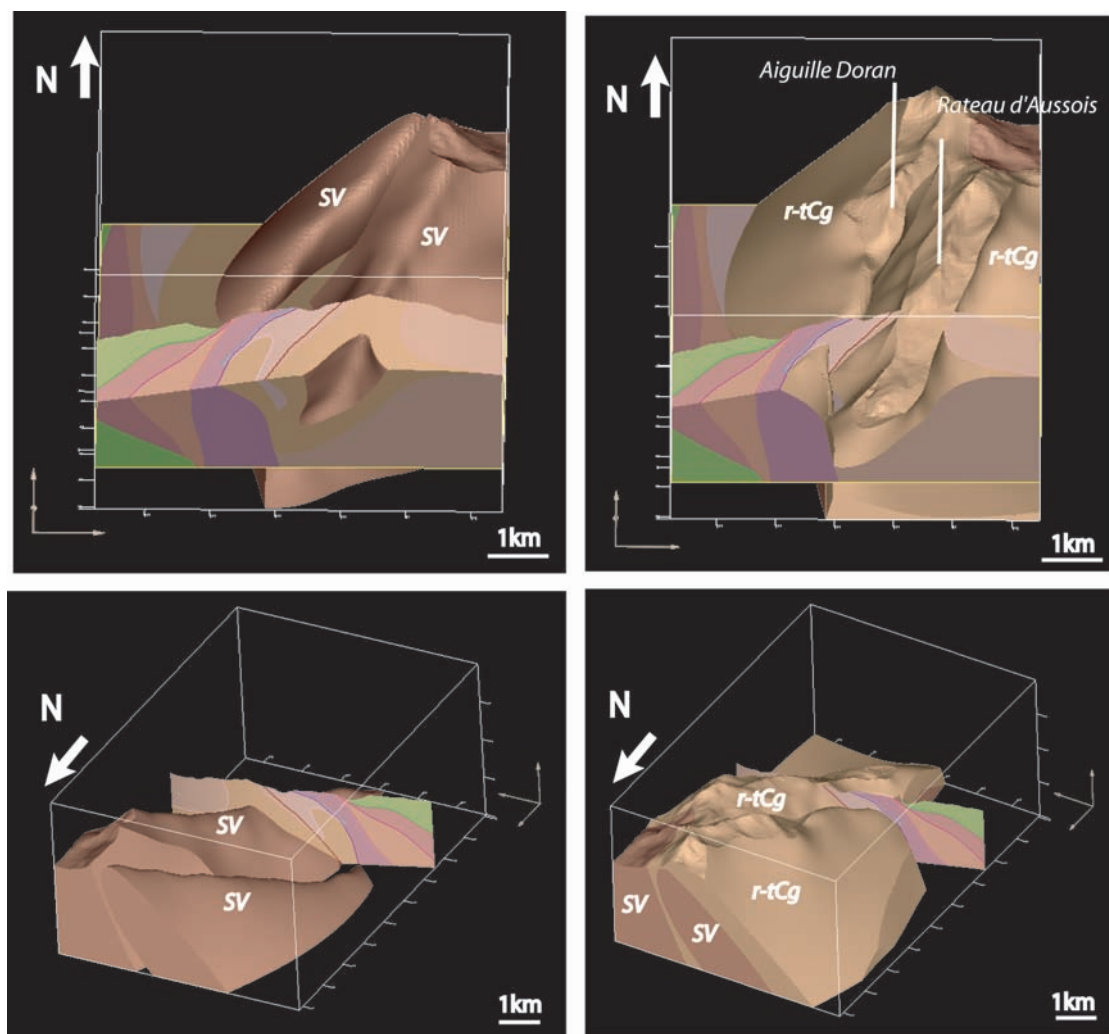 N
SV
SV
1km
N
Aiguille Doran
Rateau d'Aussois
r-tCg
r-tCg
1km
N
SV
SV
1km
N
r-tCg
r-tCg
SV
SV
1km